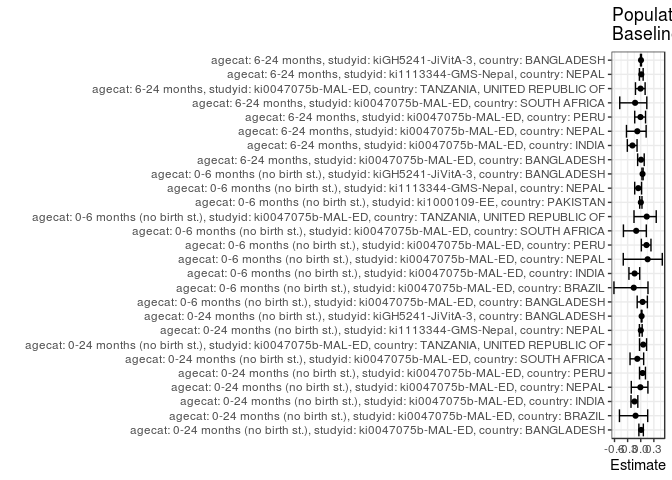 Populat
Baselin
agecat: 6-24 months, studyid: kiGH5241-JiVitA-3, country: BANGLADESH
agecat: 6-24 months, studyid: ki1113344-GMS-Nepal, country: NEPAL
agecat: 6-24 months, studyid: ki0047075b-MAL-ED, country: TANZANIA, UNITED REPUBLIC OF
agecat: 6-24 months, studyid: ki0047075b-MAL-ED, country: SOUTH AFRICA
agecat: 6-24 months, studyid: ki0047075b-MAL-ED, country: PERU
agecat: 6-24 months, studyid: ki0047075b-MAL-ED, country: NEPAL
agecat: 6-24 months, studyid: ki0047075b-MAL-ED, country: INDIA
agecat: 6-24 months, studyid: ki0047075b-MAL-ED, country: BANGLADESH
agecat: 0-6 months (no birth st.), studyid: kiGH5241-JiVitA-3, country: BANGLADESH
agecat: 0-6 months (no birth st.), studyid: ki1113344-GMS-Nepal, country: NEPAL
agecat: 0-6 months (no birth st.), studyid: ki1000109-EE, country: PAKISTAN
agecat: 0-6 months (no birth st.), studyid: ki0047075b-MAL-ED, country: TANZANIA, UNITED REPUBLIC OF
agecat: 0-6 months (no birth st.), studyid: ki0047075b-MAL-ED, country: SOUTH AFRICA
agecat: 0-6 months (no birth st.), studyid: ki0047075b-MAL-ED, country: PERU
agecat: 0-6 months (no birth st.), studyid: ki0047075b-MAL-ED, country: NEPAL
agecat: 0-6 months (no birth st.), studyid: ki0047075b-MAL-ED, country: INDIA
agecat: 0-6 months (no birth st.), studyid: ki0047075b-MAL-ED, country: BRAZIL
agecat: 0-6 months (no birth st.), studyid: ki0047075b-MAL-ED, country: BANGLADESH
agecat: 0-24 months (no birth st.), studyid: kiGH5241-JiVitA-3, country: BANGLADESH
agecat: 0-24 months (no birth st.), studyid: ki1113344-GMS-Nepal, country: NEPAL
agecat: 0-24 months (no birth st.), studyid: ki0047075b-MAL-ED, country: TANZANIA, UNITED REPUBLIC OF
agecat: 0-24 months (no birth st.), studyid: ki0047075b-MAL-ED, country: SOUTH AFRICA
agecat: 0-24 months (no birth st.), studyid: ki0047075b-MAL-ED, country: PERU
agecat: 0-24 months (no birth st.), studyid: ki0047075b-MAL-ED, country: NEPAL
agecat: 0-24 months (no birth st.), studyid: ki0047075b-MAL-ED, country: INDIA
agecat: 0-24 months (no birth st.), studyid: ki0047075b-MAL-ED, country: BRAZIL
agecat: 0-24 months (no birth st.), studyid: ki0047075b-MAL-ED, country: BANGLADESH
-0.6 -0.3 0.0 0.3
Estimate